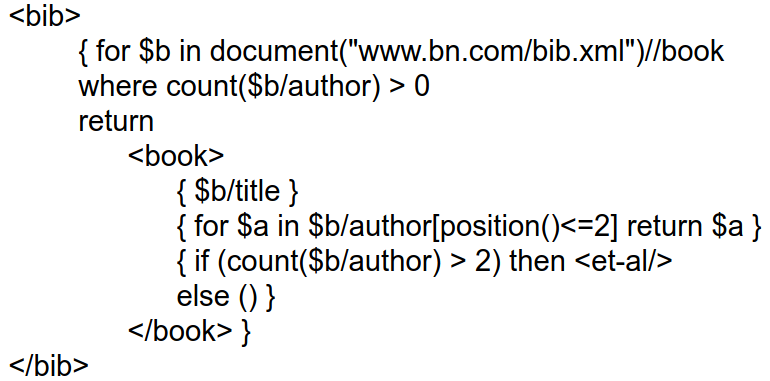 <bib>
{ for $b in document("www.bn.com/bib.xml")//book
where count($b/author) > 0
return
<book>
{ $b/title }
{ for $a in $b/author[position()<=2] return $a }
{ if (count($b/author) > 2) then <et-al/>
else () }
</book> }
</bib>